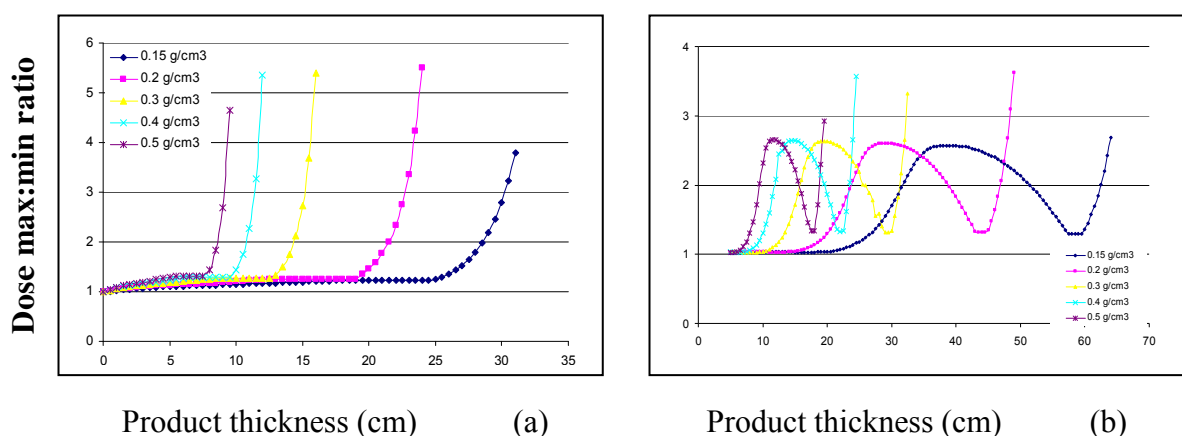 Dose max:min ratio
6
5
4
3
2
1
0
0.15 g/cm3
0.2 g/cm3
0.3 g/cm3
0.4 g/cm3
0.5 g/cm3
0 5 10 15 20 25 30 35
Product thickness (cm) (a)
4
3
2
1
0
0.15 g/cm3
0.2 g/cm3
0.3 g/cm3
0.4 g/cm3
0.5 g/cm3
0 10 20 30 40 50 60 70
Product thickness (cm) (b)